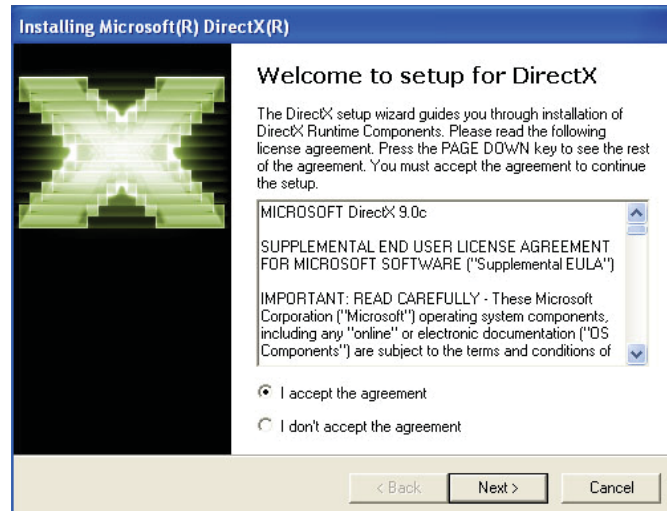 Installing Microsoft(R) DirectX(R)
Welcome to setup for DirectX
The DirectX setup wizard guides you through installation of
DirectX Runtime Components. Please read the following
license agreement. Press the PAGE DOWN key to see the rest
of the agreement. You must accept the agreement to continue
the setup.
MICROSOFT DirectX 9.0c
SUPPLEMENTAL END USER LICENSE AGREEMENT
FOR MICROSOFT SOFTWARE ("Supplemental EULA")
IMPORTANT: READ CAREFULLY - These Microsoft
Corporation ("Microsoft") operating system components,
including any "online" or electronic documentation ("OS
Components") are subject to the terms and conditions of
I accept the agreement
I don't accept the agreement
< Back Next > Cancel